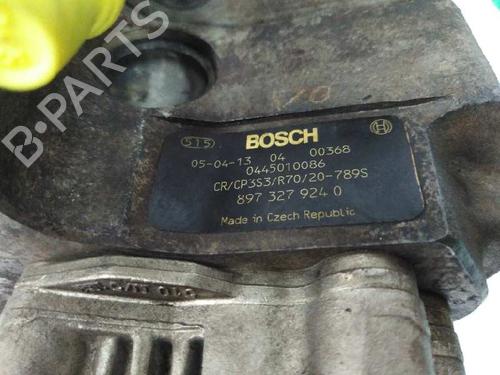 B-PARTS
515
BOSCH
05-04-13 04 00368
0445010086
CR/CP3S3/R70/20-789S
897 327 924 0
Made in Czech Republic